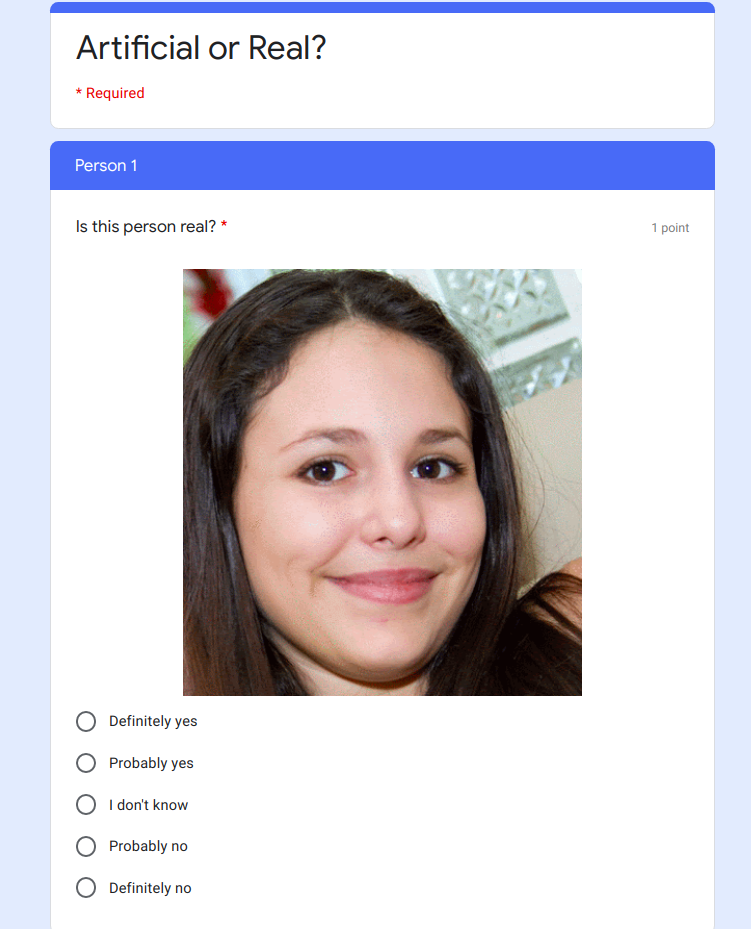 Artificial or Real?
* Required
Person 1
Is this person real? *
1 point
Definitely yes
Probably yes
I don't know
Probably no
Definitely no